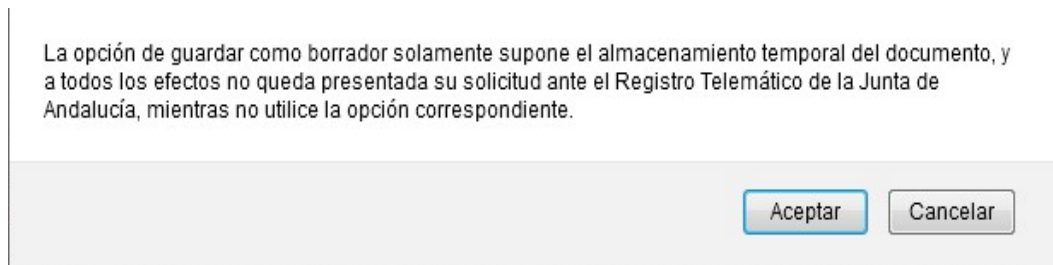 La opción de guardar como borrador solamente supone el almacenamiento temporal del documento, y
a todos los efectos no queda presentada su solicitud ante el Registro Telemático de la Junta de
Andalucía, mientras no utilice la opción correspondiente.
Aceptar Cancelar